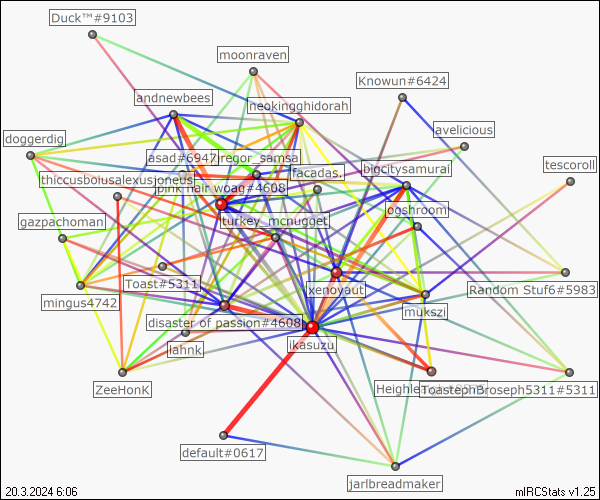 Duck™#9103
moonraven
Knowun#6424
andnewbees
neokingghidorah
avelicious
doggerdig
asad#6947
regor_samsa
facadas.
bigcitysamurai
tescoroll
thiccusbousalexusjoneus
pink hair woag#4608
ooshroom
gazpachoman
turkey_mcnugget
Toast#5311
xenoyaut
Random Stuf6#5983
mingus4742
disaster of passion#4608
mukszi
lahnk
ikasuzu
ZeeHonK
ToastephBroseph5311#5311
default#0617
jarlbreadmaker
20.3.2024 6:06
mIRCStats v1.25